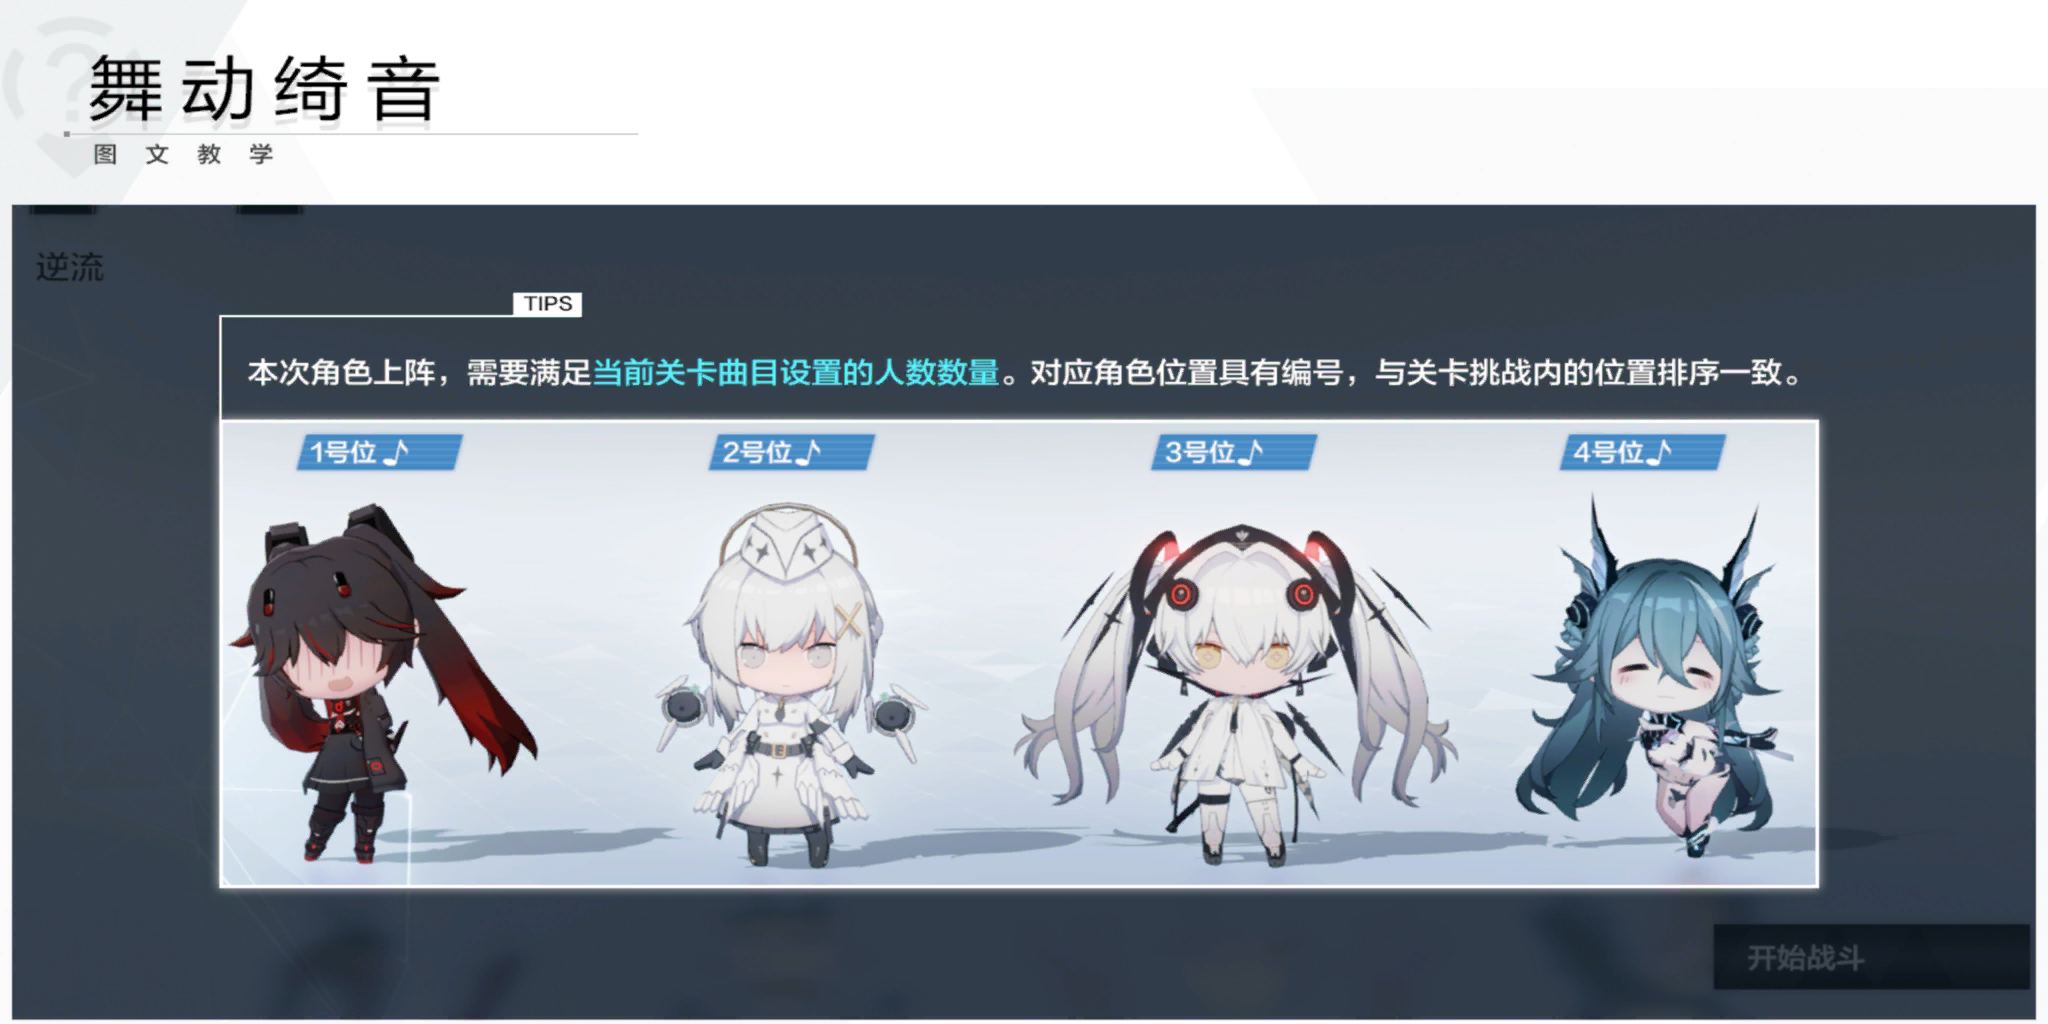 舞动绮音
图文教学
逆流
TIPS
本次角色上阵，需要满足当前关卡曲目设置的人数数量。对应角色位置具有编号，与关卡挑战内的位置排序一致。
1号位♪
2号位♪
3号位♪
4号位♪
开始战斗